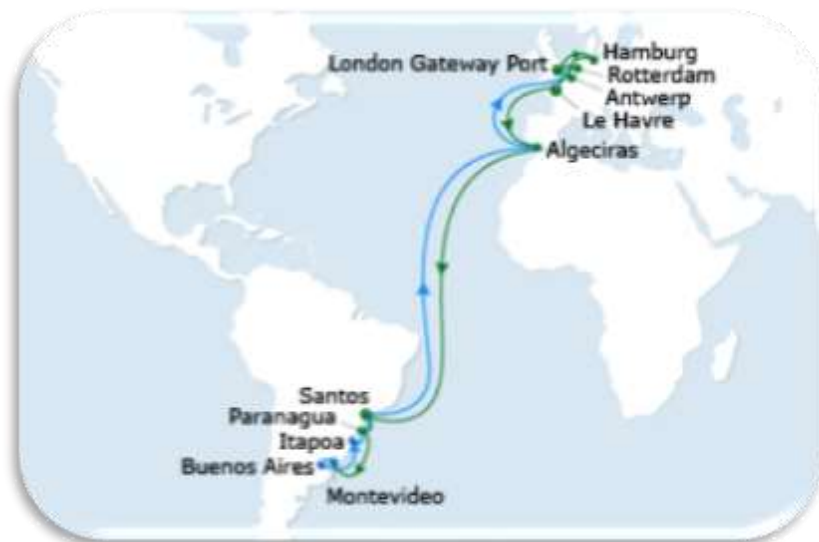 Hamburg
London Gateway Port
Rotterdam
Antwerp
Le Havre
Algeciras
Santos
Paranagua
Itapoa
Buenos Aires
Montevideo